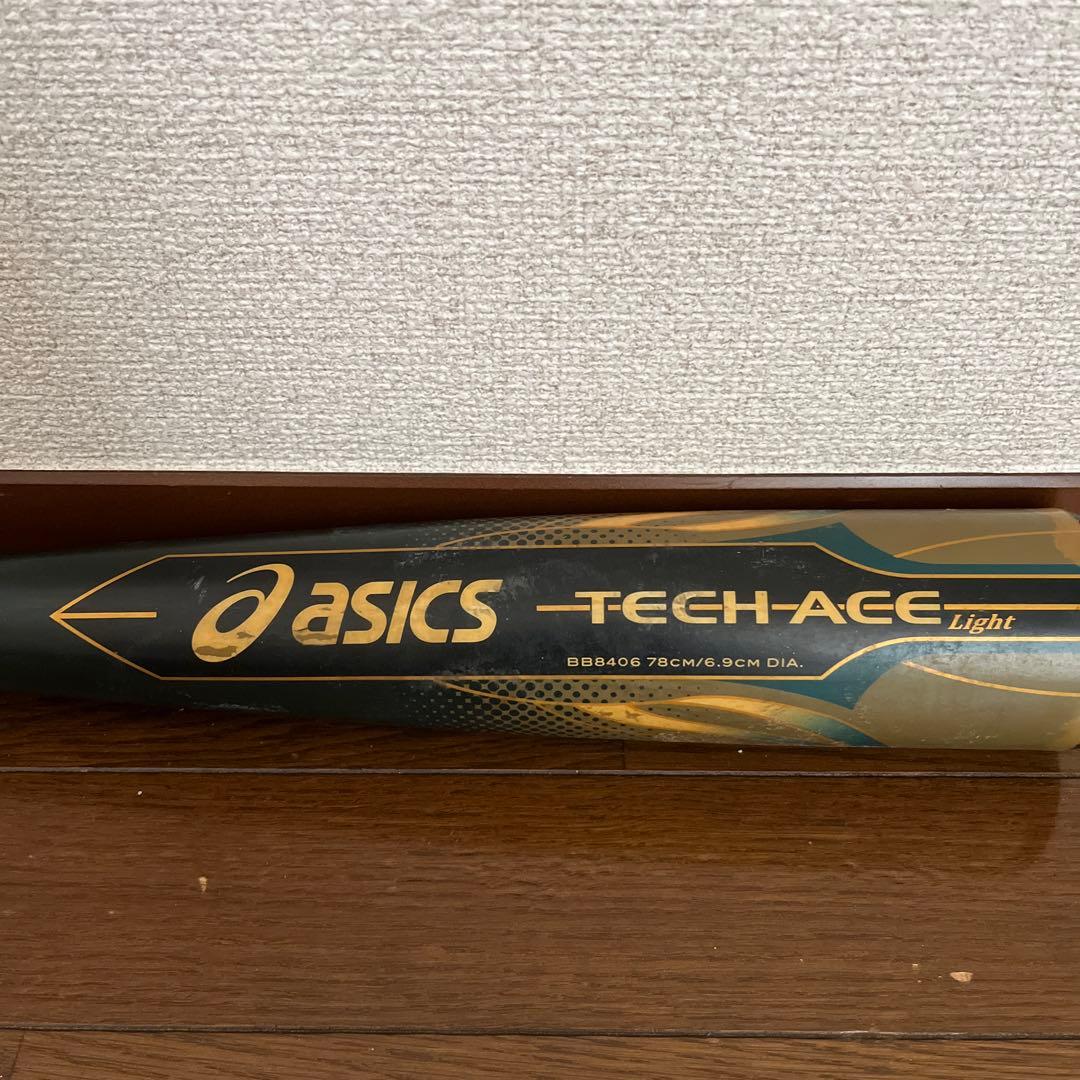 asics TECH-ACE
Light
BB8406 78CM/6.9CM DIA.